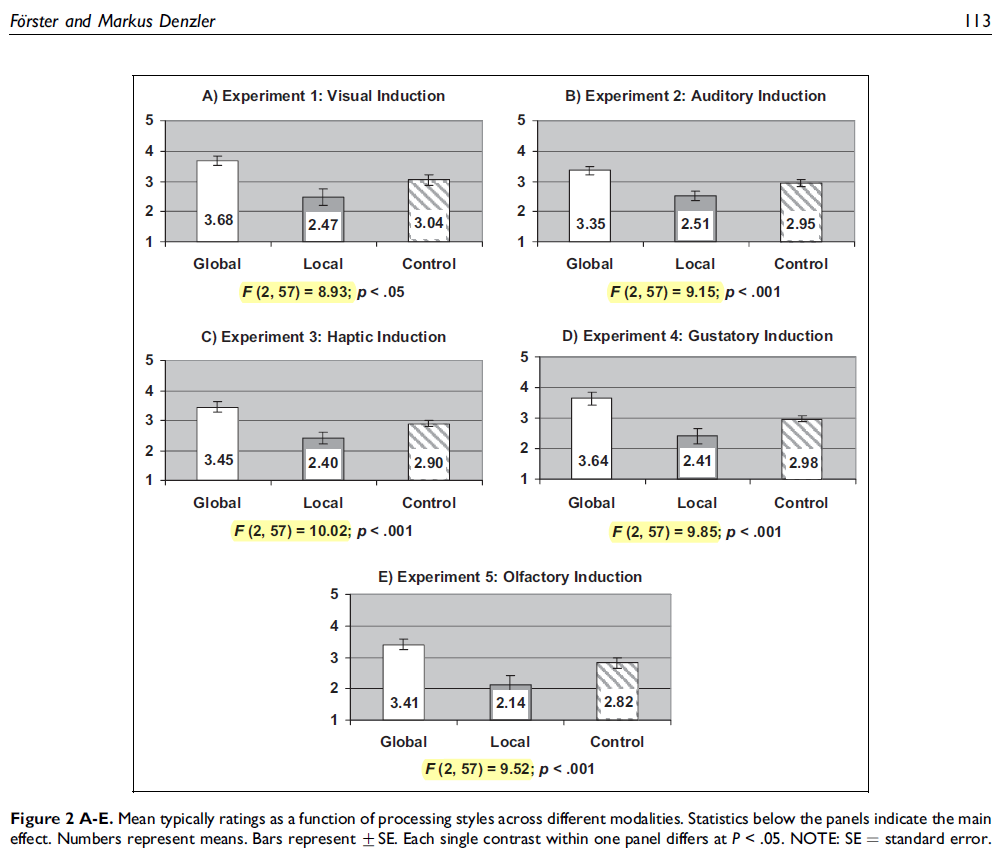 Förster and Markus Denzler 113
A) Experiment 1: Visual Induction
5
4
3
2
1
3.68 2.47 3.04
Global Local Control
F (2, 57) = 8.93; p < .05
B) Experiment 2: Auditory Induction
5
4
3
2
1
3.35 2.51 2.95
Global Local Control
F (2, 57) = 9.15; p < .001
C) Experiment 3: Haptic Induction
5
4
3
2
1
3.45 2.40 2.90
Global Local Control
F (2, 57) = 10.02; p < .001
D) Experiment 4: Gustatory Induction
5
4
3
2
1
3.64 2.41 2.98
Global Local Control
F (2, 57) = 9.85; p < .001
E) Experiment 5: Olfactory Induction
5
4
3
2
1
3.41 2.14 2.82
Global Local Control
F (2, 57) = 9.52; p < .001
Figure 2 A-E. Mean typically ratings as a function of processing styles across different modalities. Statistics below the panels indicate the main
effect. Numbers represent means. Bars represent ±SE. Each single contrast within one panel differs at P < .05. NOTE: SE = standard error.